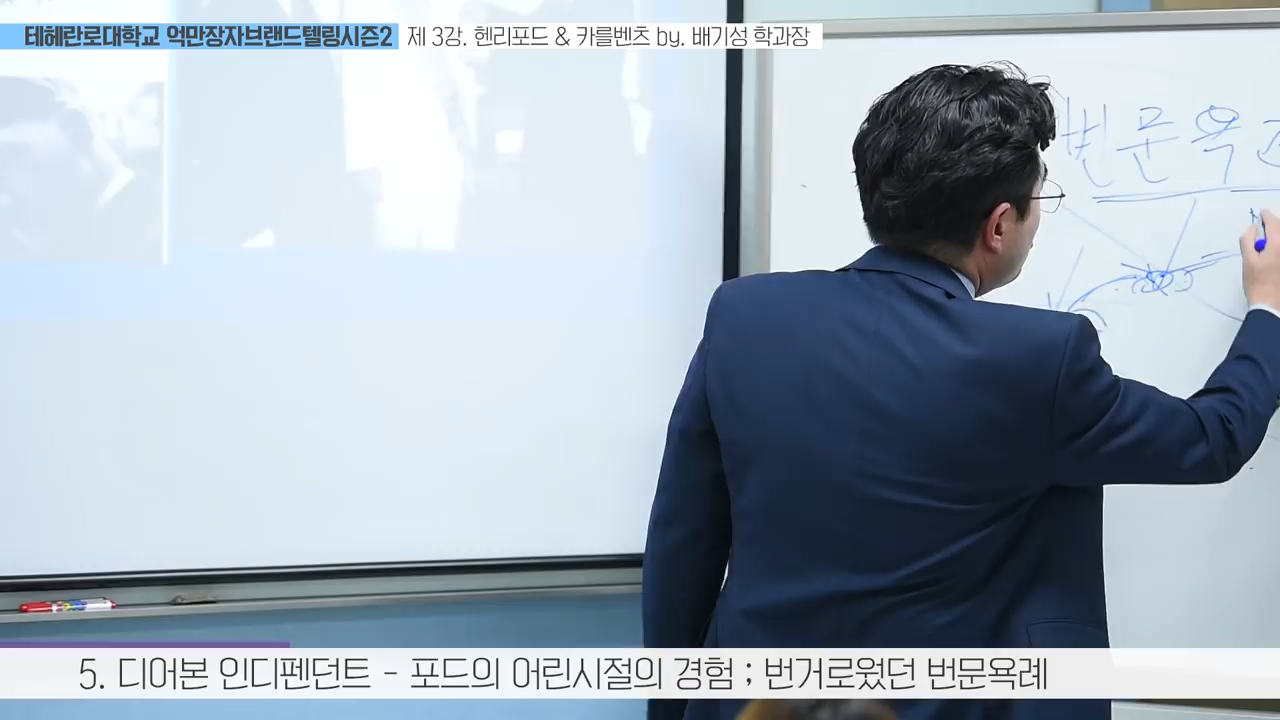 테헤란로대학교 억만장자브랜드텔링시즌2 제 3강. 헨리포드 & 카를벤츠 by. 배기성 학과장
번문욕
5. 디어본 인디펜던트 - 포드의 어린시절의 경험 ; 번거로웠던 번문욕례